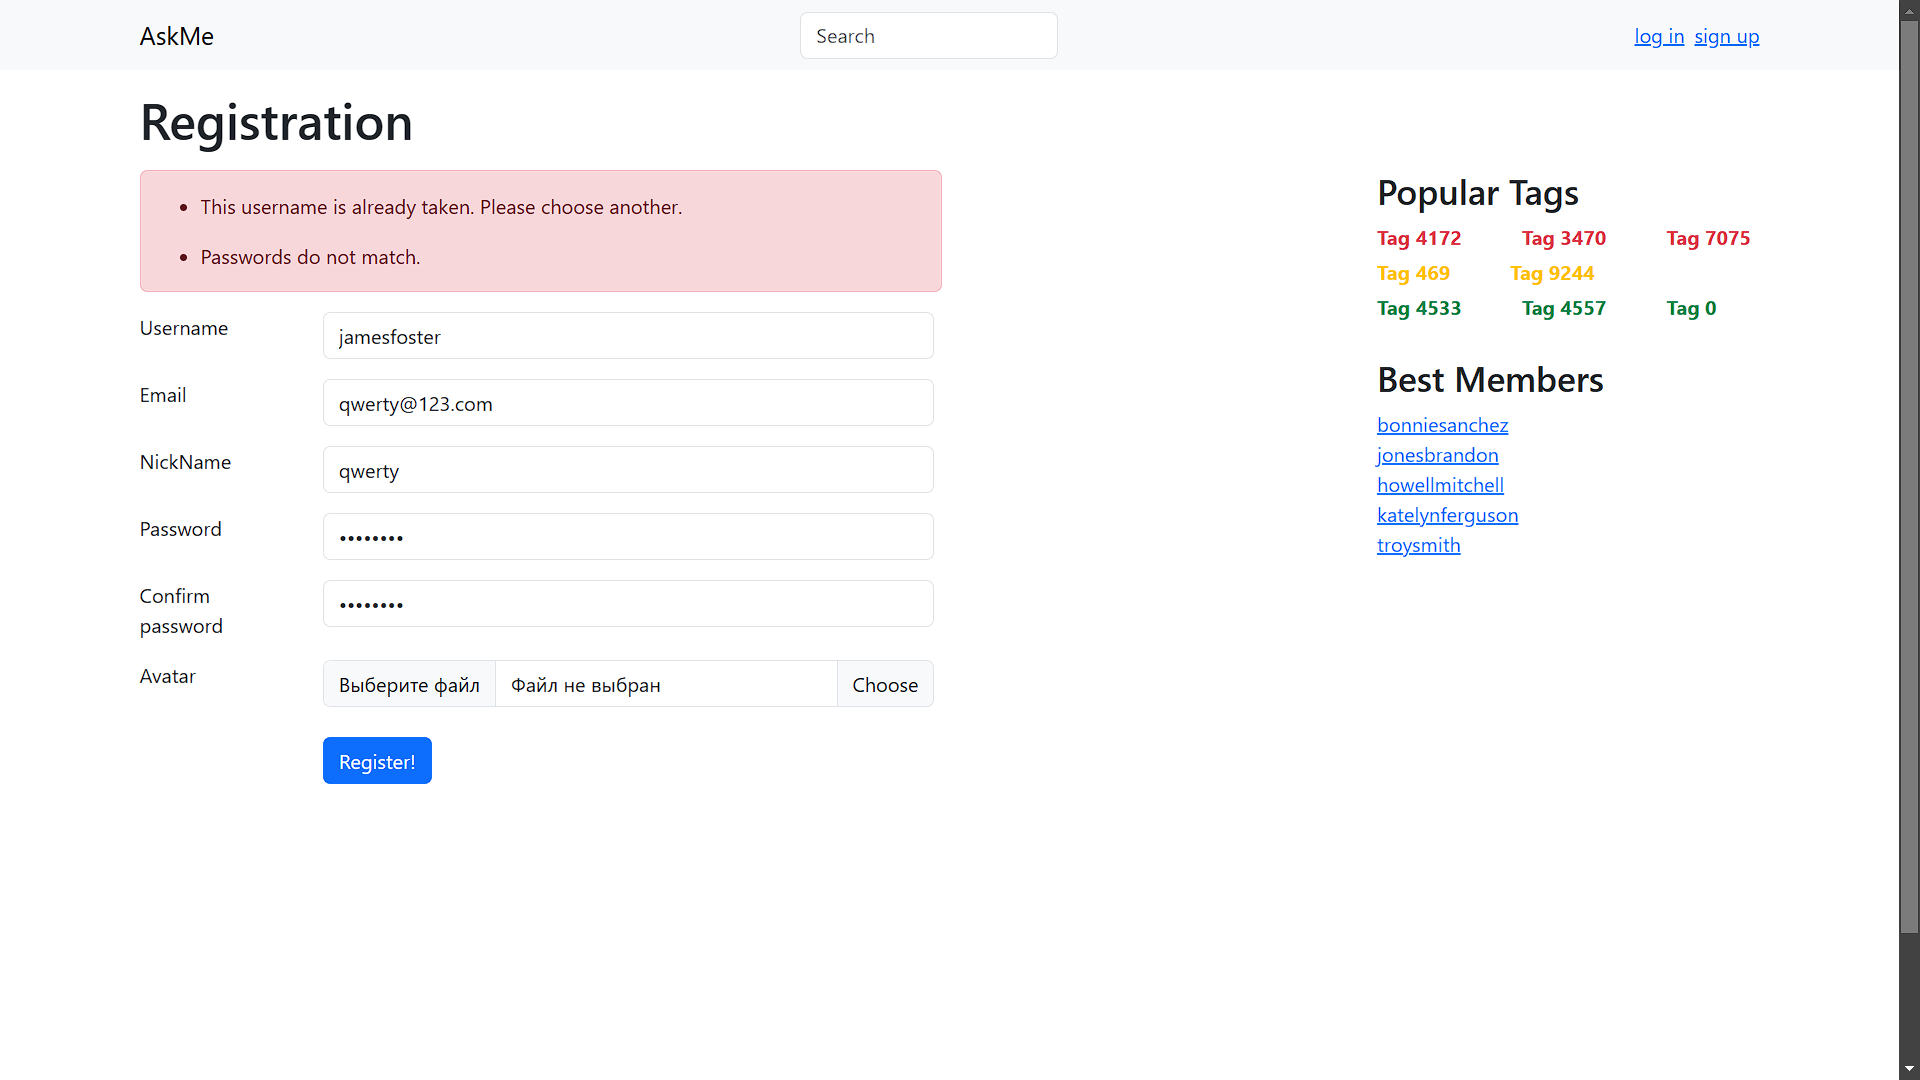 AskMe
Search
log in sign up
Registration
This username is already taken. Please choose another.
Passwords do not match.
Username
jamesfoster
Email
qwerty@123.com
NickName
qwerty
Password
••••••••
Confirm
password
••••••••
Avatar
Выберите файл Файл не выбран Choose
Register!
Popular Tags
Tag 4172 Tag 3470 Tag 7075
Tag 469 Tag 9244
Tag 4533 Tag 4557 Tag 0
Best Members
bonniesanchez
jonesbrandon
howellmitchell
katelynferguson
troysmith